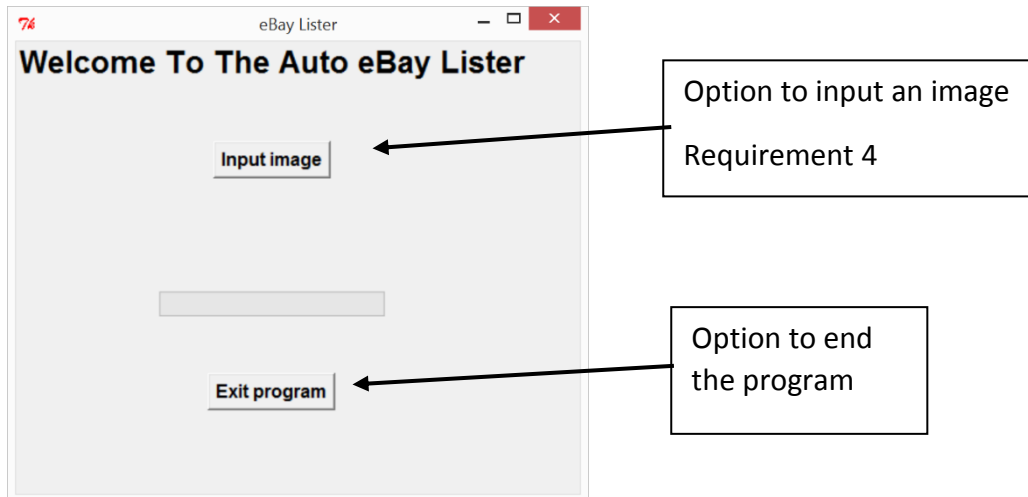 eBay Lister
Welcome To The Auto eBay Lister
Input image
Exit program
Option to input an image
Requirement 4
Option to end
the program